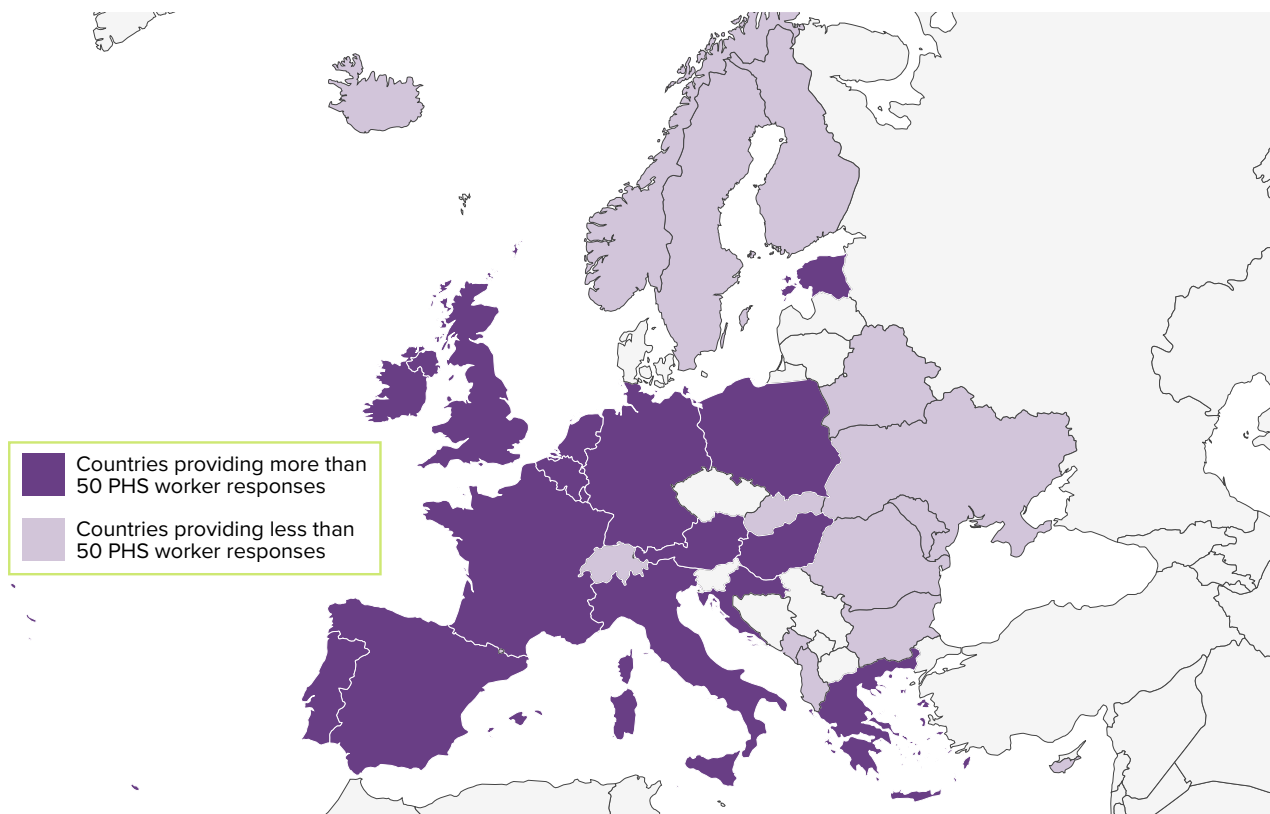 Countries providing more than
50 PHS worker responses
Countries providing less than
50 PHS worker responses